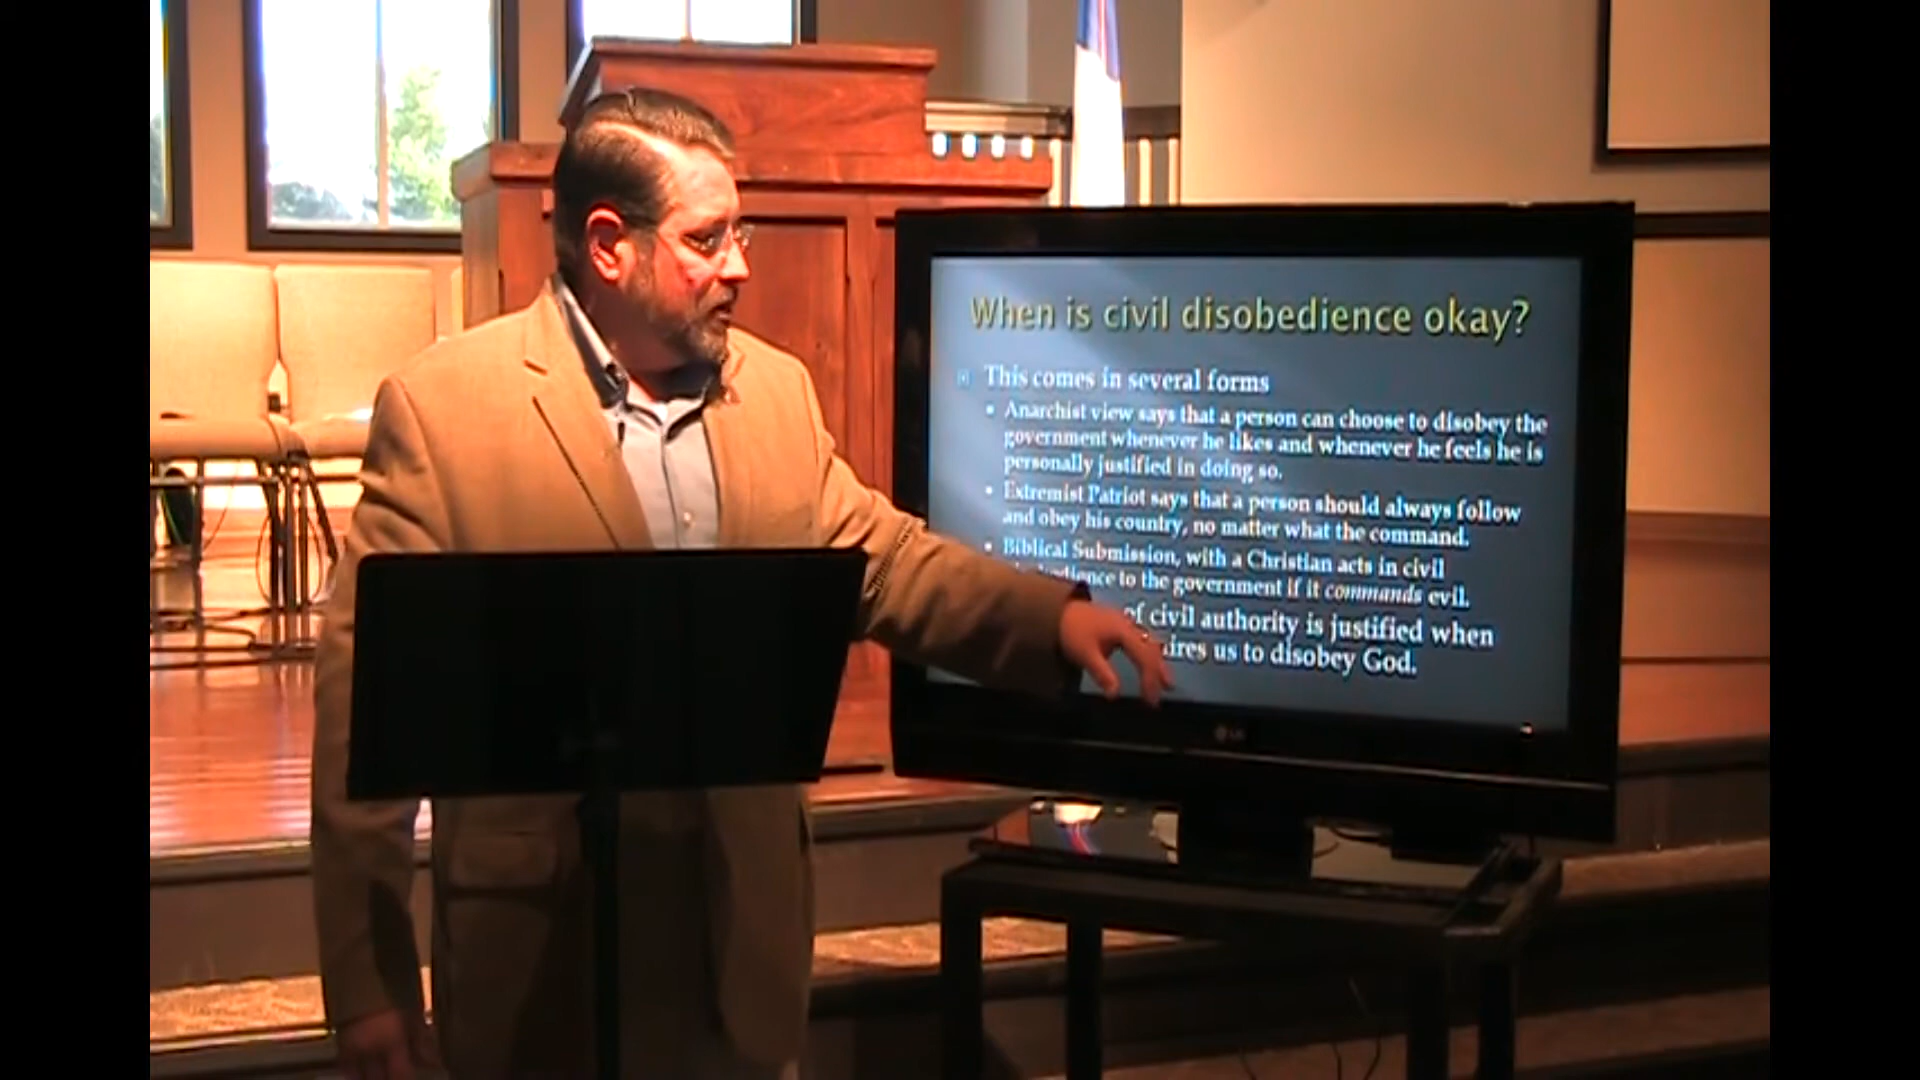 When is civil disobedience okay?
This comes in several forms
Anarchist view says that a person can choose to disobey the
government whenever he likes and whenever he feels he is
personally justified in doing so.
Extremist Patriot says that a person should always follow
and obey his country, no matter what the command.
Biblical Submission, with a Christian acts in civil
to the government if it commands evil.
of civil authority is justified when
us to disobey God.
LG